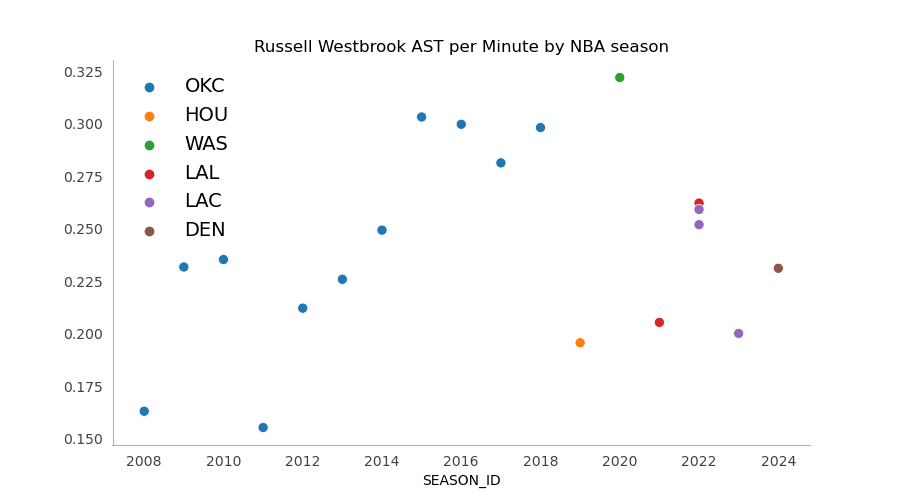 Russell Westbrook AST per Minute by NBA season
0.325
0.300
0.275
0.250
0.225
0.200
0.175
0.150
OKC
HOU
WAS
LAL
LAC
DEN
2008 2010 2012 2014 2016 2018 2020 2022 2024
SEASON_ID